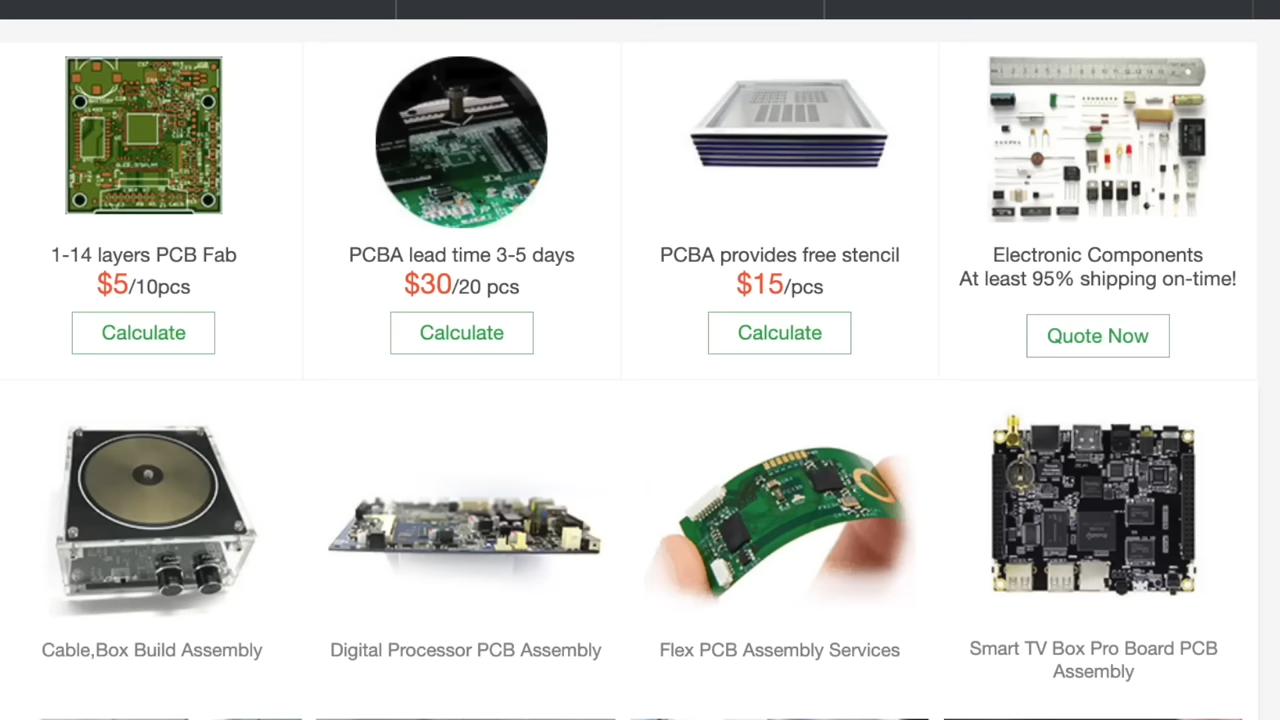 1-14 layers PCB Fab
$5/10pcs
Calculate
PCBA lead time 3-5 days
$30/20 pcs
Calculate
PCBA provides free stencil
$15/pcs
Calculate
Electronic Components
At least 95% shipping on-time!
Quote Now
Cable,Box Build Assembly
Digital Processor PCB Assembly
Flex PCB Assembly Services
Smart TV Box Pro Board PCB
Assembly